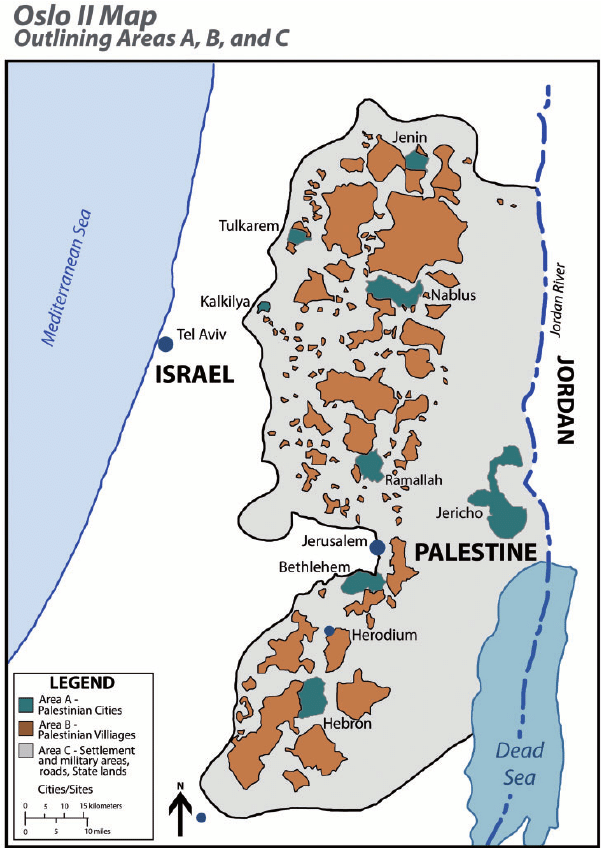 Oslo II Map
Outlining Areas A, B, and C
Jenin
Tulkarem
Mediterranean Sea
Kalkilya
Nablus
Jordan River
Tel Aviv
ISRAEL
JORDAN
Ramallah
Jericho
Jerusalem
PALESTINE
Bethlehem
Herodium
Hebron
Dead
Sea
LEGEND
Area A -
Palestinian Cities
Area B -
Palestinian Villiages
Area C - Settlement
and military areas,
roads, State lands
Cities/Sites
0 5 10 15 kilometers
0 5 10 miles
N